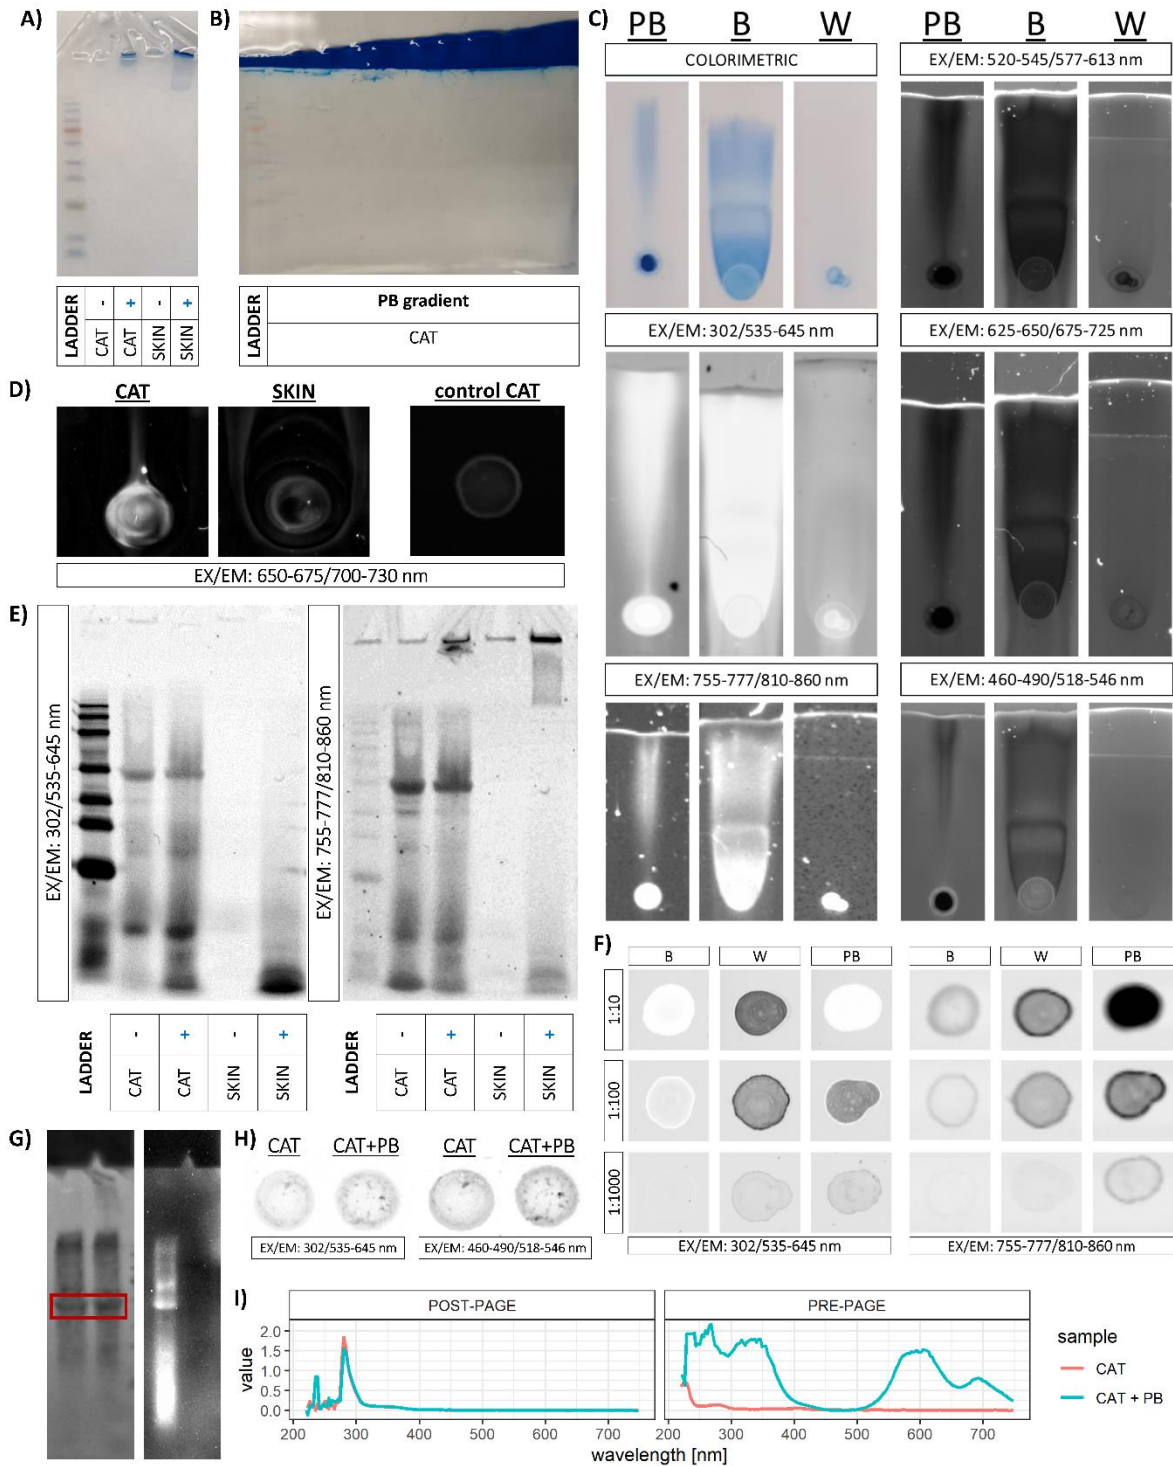 A)
LADDER
- + - +
CAT CAT SKIN SKIN
B)
LADDER
PB gradient
CAT
C)
PB B W PB B W
COLORIMETRIC
EX/EM: 520-545/577-613 nm
EX/EM: 302/535-645 nm
EX/EM: 625-650/675-725 nm
EX/EM: 755-777/810-860 nm
EX/EM: 460-490/518-546 nm
D)
CAT SKIN control CAT
EX/EM: 650-675/700-730 nm
E)
EX/EM: 302/535-645 nm
EX/EM: 755-777/810-860 nm
LADDER
- + - +
CAT CAT SKIN SKIN
LADDER
- + - +
CAT CAT SKIN SKIN
F)
B W PB B W PB
1:10
1:100
1:1000
EX/EM: 302/535-645 nm
EX/EM: 755-777/810-860 nm
G)
H)
CAT CAT+PB CAT CAT+PB
EX/EM: 302/535-645 nm
EX/EM: 460-490/518-546 nm
I)
POST-PAGE PRE-PAGE
value
2.0
1.5
1.0
0.5
0.0
200 300 400 500 600 700 200 300 400 500 600 700
wavelength [nm]
sample
CAT
CAT + PB